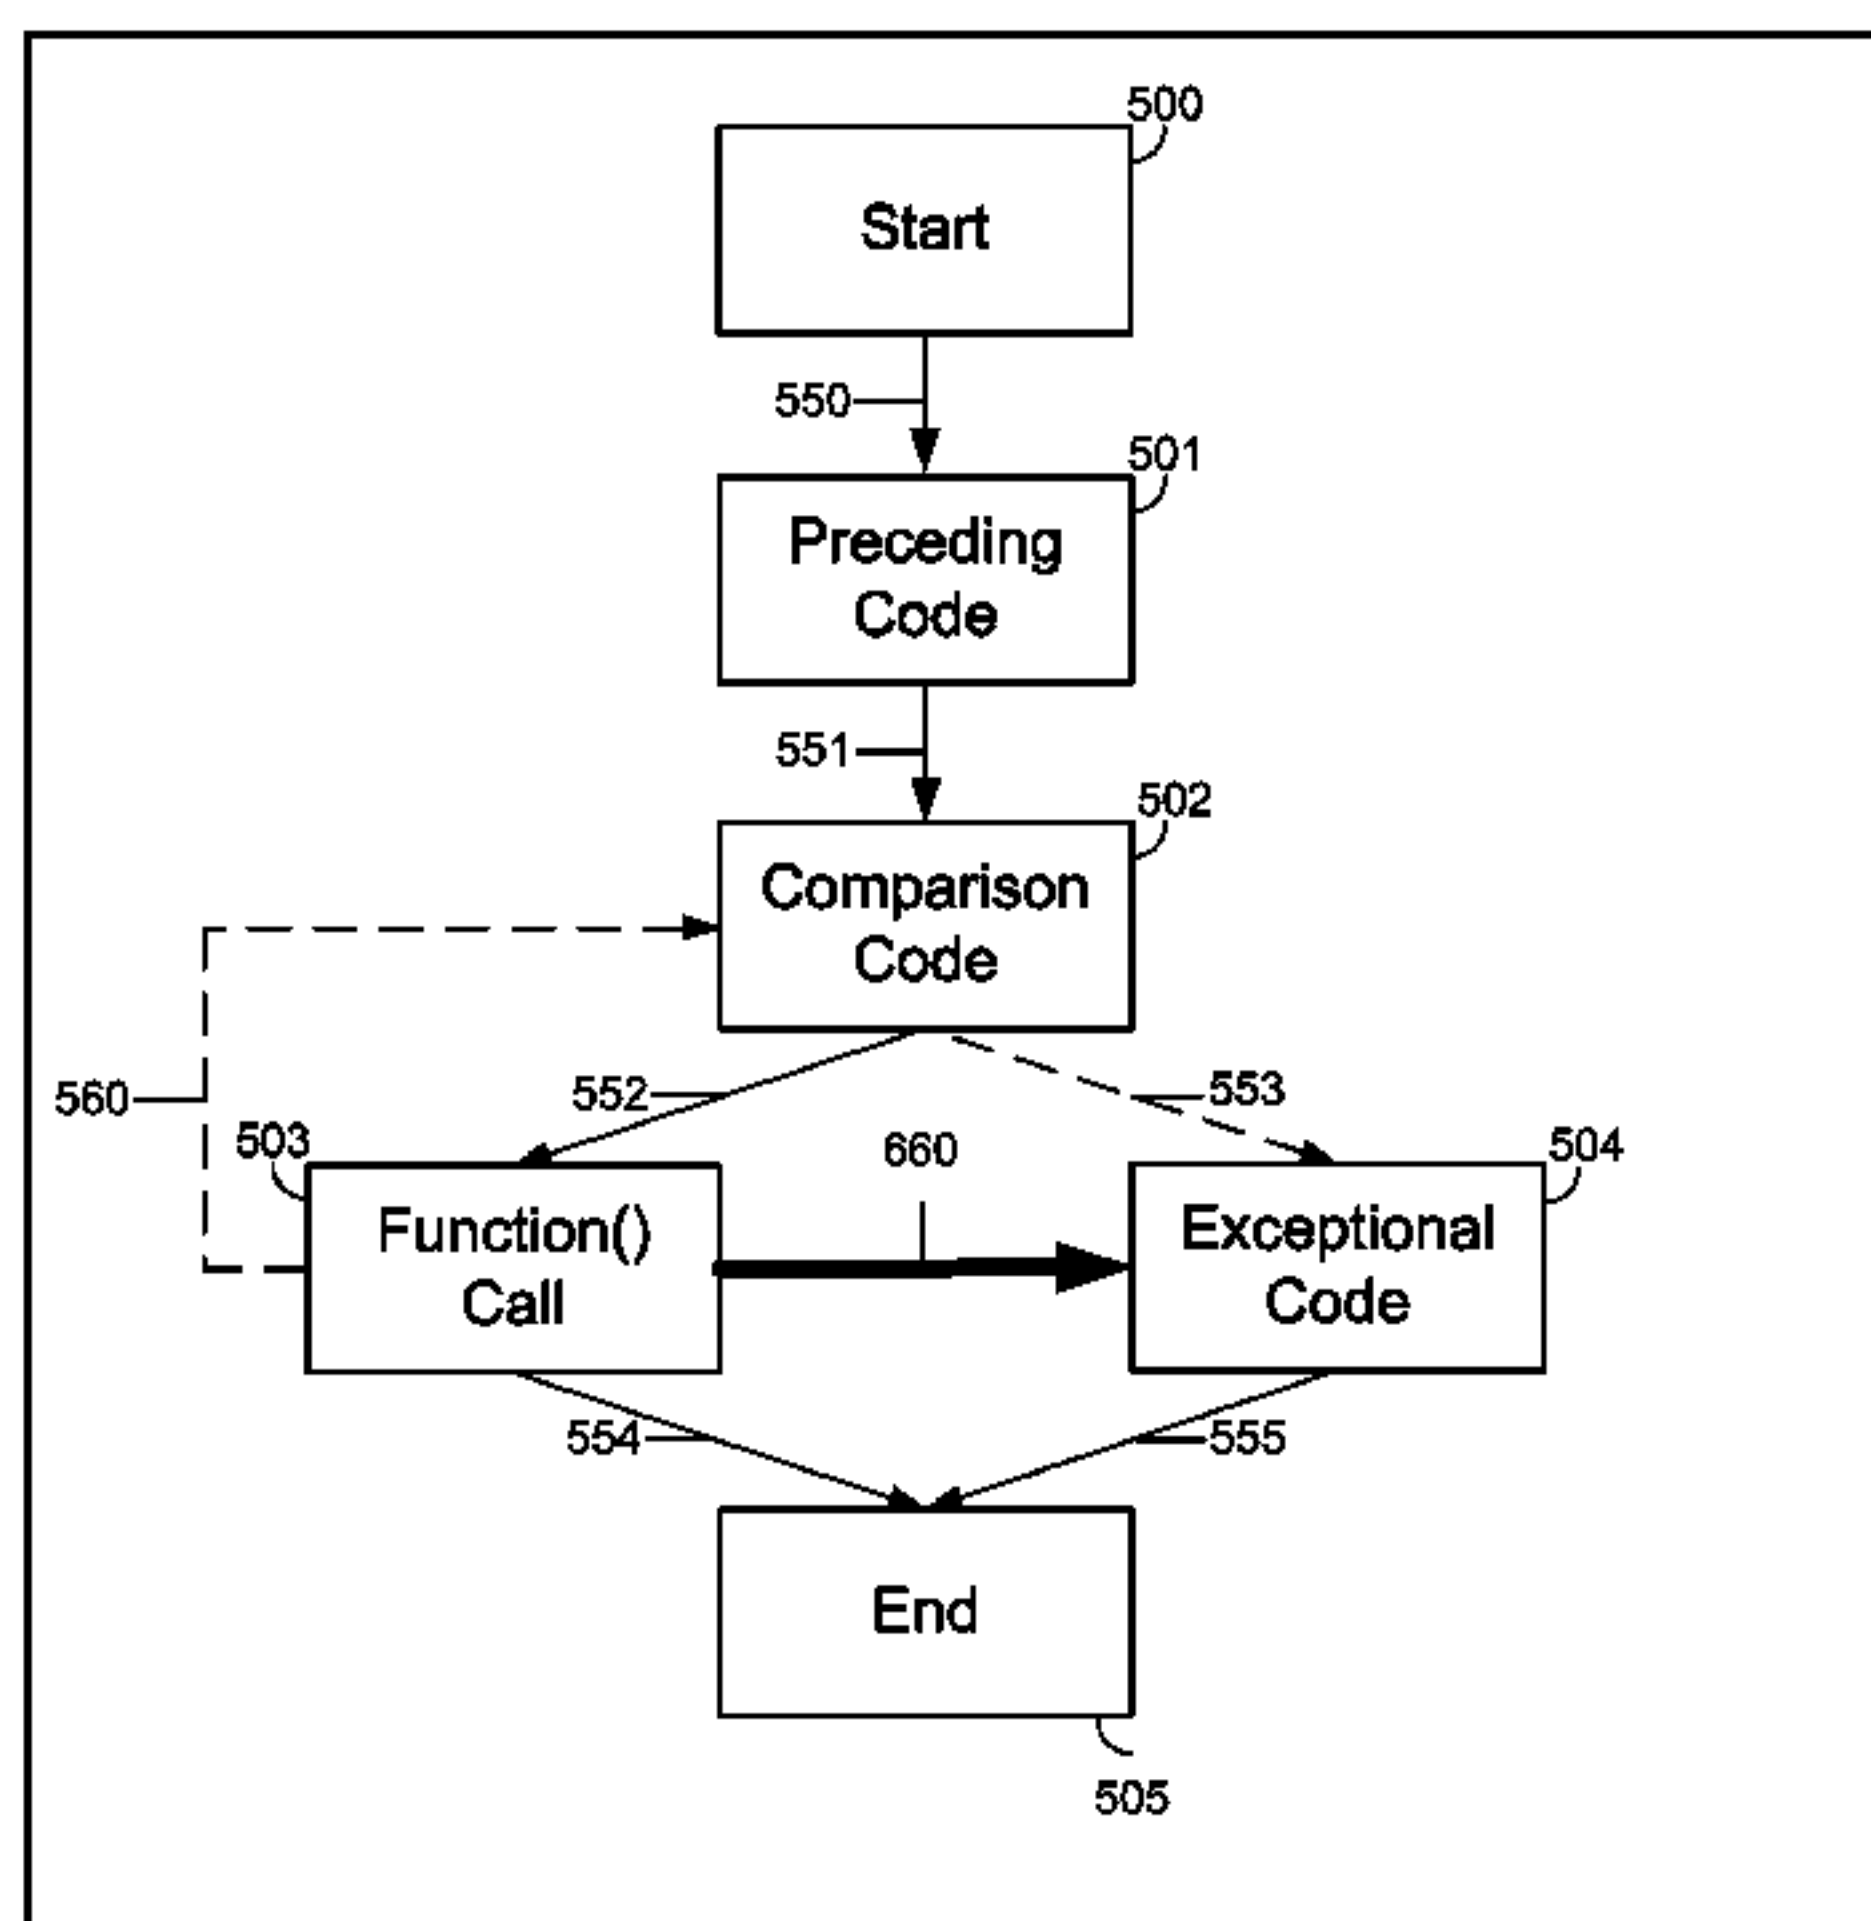 500
Start
550
501
Preceding
Code
551
502
Comparison
Code
560
552
553
503
660
504
Function()
Call
Exceptional
Code
554
555
End
505